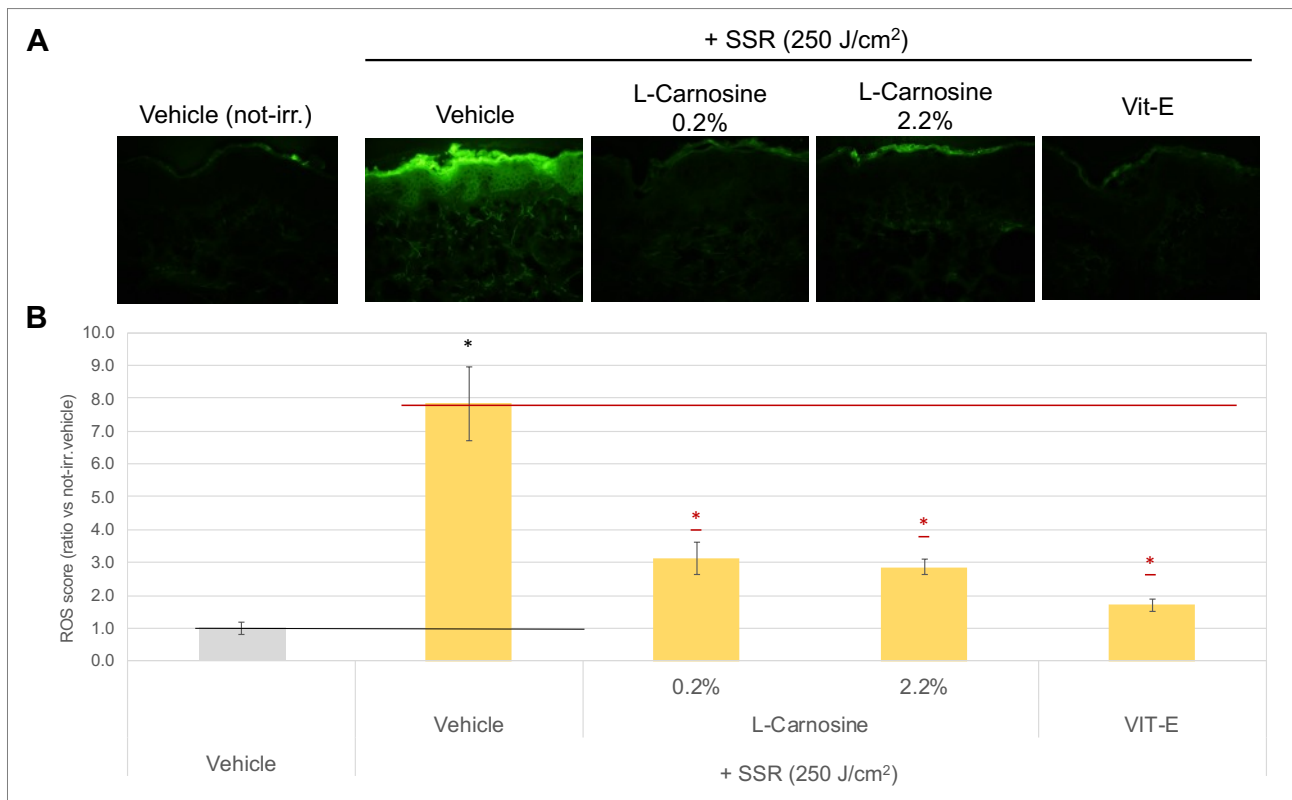 A
+ SSR (250 J/cm²)
Vehicle (not-irr.)
Vehicle
L-Carnosine
0.2%
L-Carnosine
2.2%
Vit-E
B
ROS score (ratio vs not-irr.vehicle)
10.0
9.0
8.0
7.0
6.0
5.0
4.0
3.0
2.0
1.0
0.0
*
*
*
*
0.2%
2.2%
Vehicle
L-Carnosine
VIT-E
Vehicle
+ SSR (250 J/cm²)